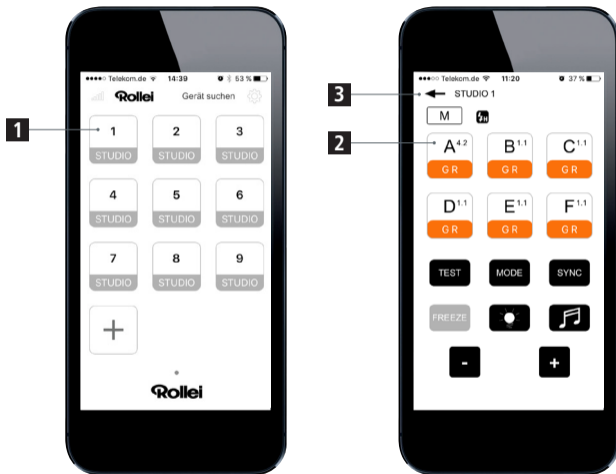 ●●●●○ Telekom.de 14:39 53 %
Rollei Gerät suchen
1
1 2 3
STUDIO STUDIO STUDIO
4 5 6
STUDIO STUDIO STUDIO
7 8 9
STUDIO STUDIO STUDIO
+
Rollei
●●●○○ Telekom.de 11:20 37 %
3
STUDIO 1
M H
2
A4.2 B1.1 C1.1
GR GR GR
D1.1 E1.1 F1.1
GR GR GR
TEST MODE SYNC
FREEZE
- +